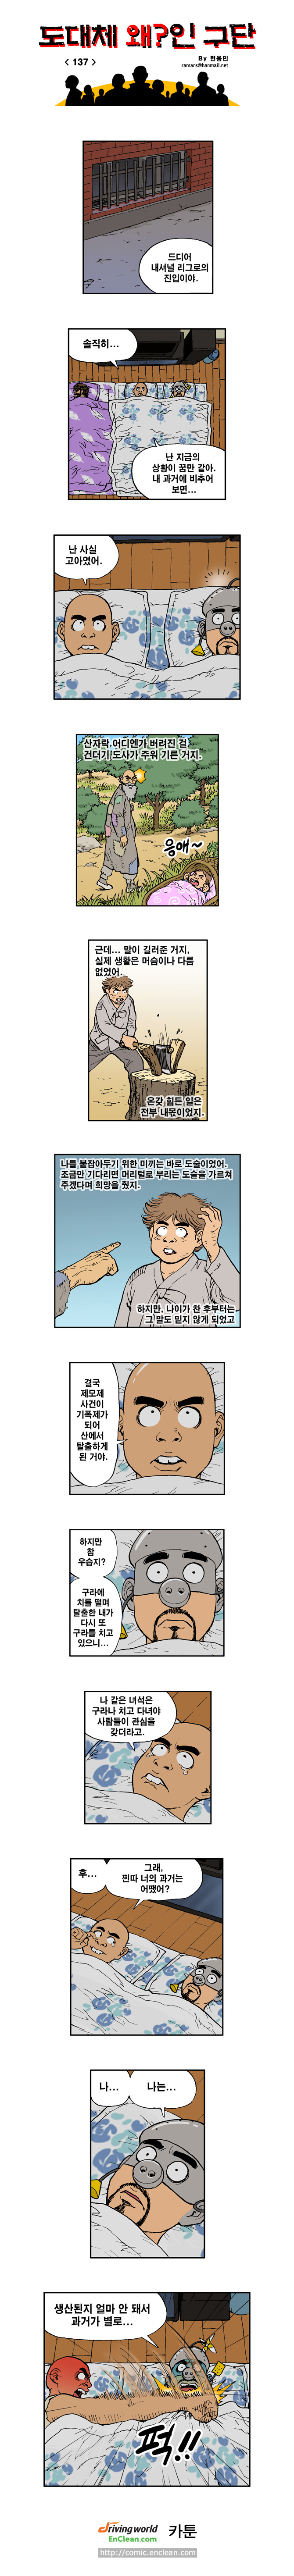 도대체 왜?인 구단
< 137 >
By 현용민
ramare@hanmail.net
드디어
내셔널 리그로의
진입이야.
솔직히...
난 지금의
상황이 꿈만 같아.
내 과거에 비추어
보면...
난 사실
고아였어.
산자락 어디엔가 버려진 걸
건더기 도사가 주워 기른 거지.
응애~
근데... 말이 길러준 거지,
실제 생활은 머슴이나 다름
없었어.
온갖 힘든 일은
전부 내몫이었지.
나를 붙잡아두기 위한 미끼는 바로 도술이었어.
조금만 기다리면 머리털로 부리는 도술을 가르쳐
주겠다며 희망을 줬지.
하지만, 나이가 찬 후부터는
그 말도 믿지 않게 되었고
결국
제모제
사건이
기폭제가
되어
산에서
탈출하게
된 거야.
하지만
참
우습지?
구라에
치를 떨며
탈출한 내가
다시 또
구라를 치고
있으니...
나 같은 녀석은
구라나 치고 다녀야
사람들이 관심을
갖더라고.
후...
그래,
찐따 너의 과거는
어땠어?
나...
나는...
생산된지 얼마 안 돼서
과거가 별로...
퍽!!
driving world
EnClean.com
카툰
http://comic.enclean.com